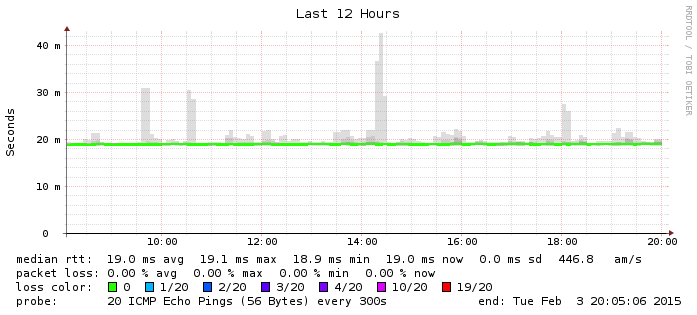 Last 12 Hours
RRDTOOL / TOBI OETIKER
Seconds
40 m
30 m
20 m
10 m
0
10:00 12:00 14:00 16:00 18:00 20:00
median rtt: 19.0 ms avg 19.1 ms max 18.9 ms min 19.0 ms now 0.0 ms sd 446.8 am/s
packet loss: 0.00 % avg 0.00 % max 0.00 % min 0.00 % now
loss color: 0 1/20 2/20 3/20 4/20 10/20 19/20
probe: 20 ICMP Echo Pings (56 Bytes) every 300s end: Tue Feb 3 20:05:06 2015